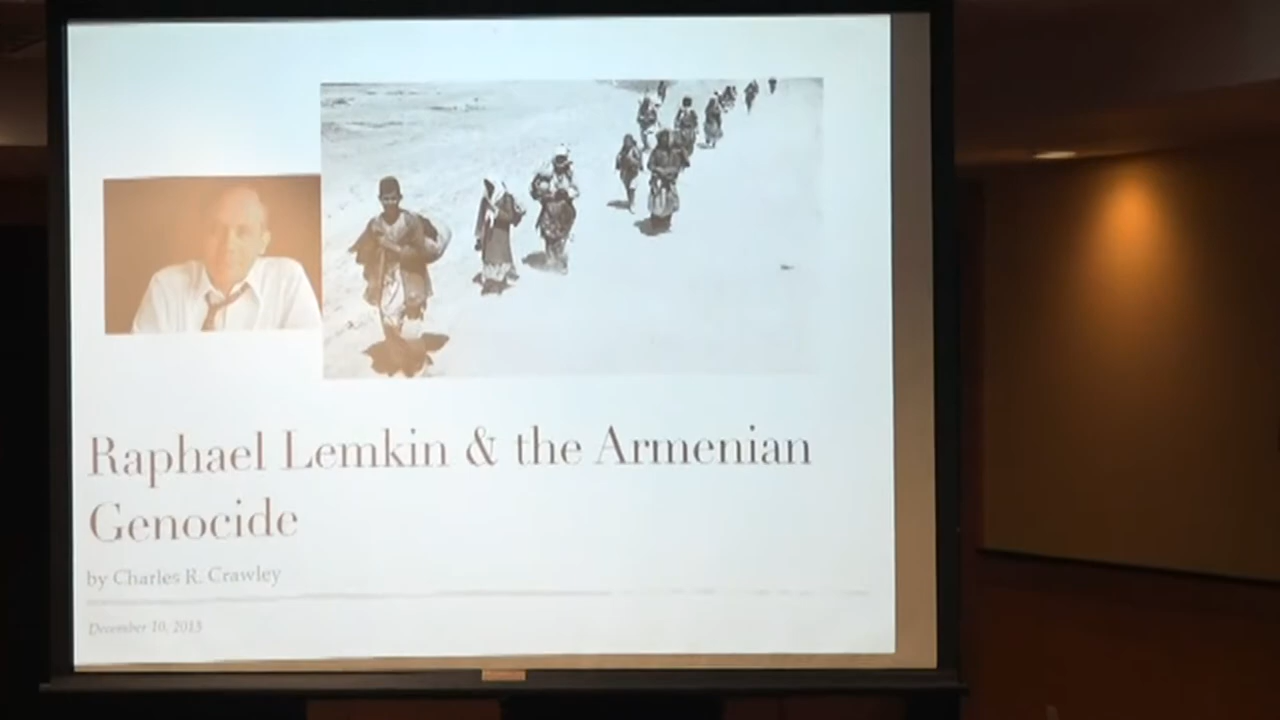 Raphael Lemkin & the Armenian
Genocide
by Charles R. Crawley
December 10, 2013